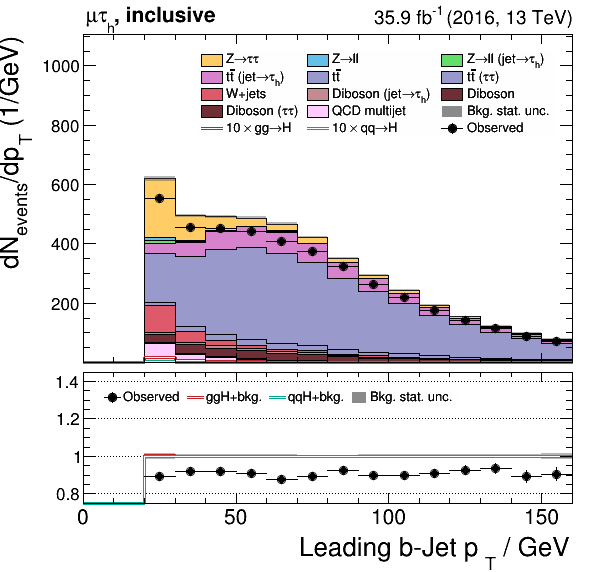 μτₕ, inclusive 35.9 fb⁻¹ (2016, 13 TeV)
dN_events/dp_T (1/GeV)
1000
800
600
400
200
Z→ττ Z→ll Z→ll (jet→τₕ)
tt̄ (jet→τₕ) tt̄ tt̄ (ττ)
W+jets Diboson (jet→τₕ) Diboson
Diboson (ττ) QCD multijet Bkg. stat. unc.
10 × gg→H 10 × qq→H Observed
1.4
1.2
1
0.8
Observed ggH+bkg. qqH+bkg. Bkg. stat. unc.
0 50 100 150
Leading b-Jet p_T / GeV